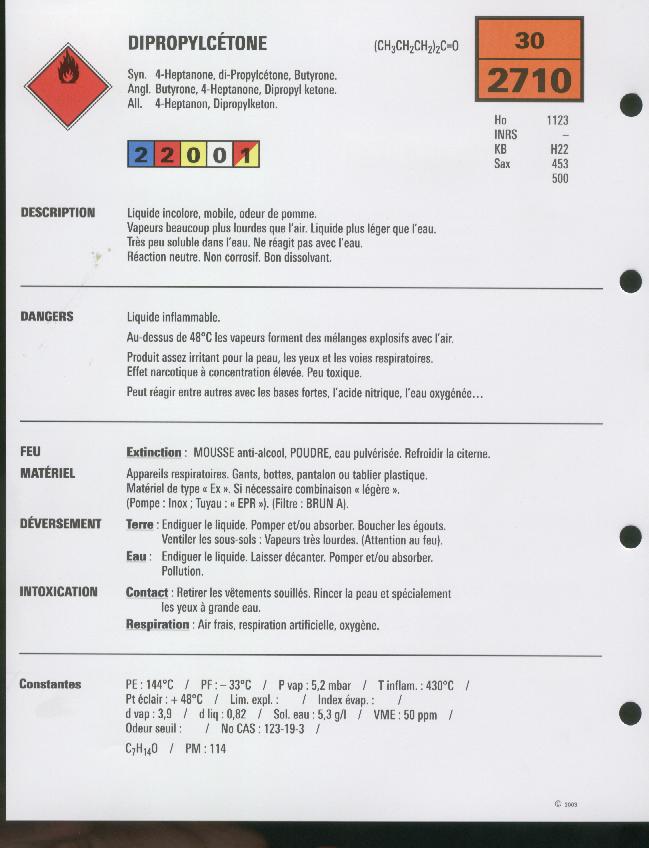 DIPROPYLCÉTONE
(CH₃CH₂CH₂)₂C=O
30
2710
Syn. 4-Heptanone, di-Propylcétone, Butyrone.
Angl. Butyrone, 4-Heptanone, Dipropyl ketone.
All. 4-Heptanon, Dipropylketon.
Ho 1123
INRS –
KB H22
Sax 453
500
2 2 0 0 1
DESCRIPTION Liquide incolore, mobile, odeur de pomme.
Vapeurs beaucoup plus lourdes que l'air. Liquide plus léger que l'eau.
Très peu soluble dans l'eau. Ne réagit pas avec l'eau.
Réaction neutre. Non corrosif. Bon dissolvant.
DANGERS Liquide inflammable.
Au-dessus de 48°C les vapeurs forment des mélanges explosifs avec l'air.
Produit assez irritant pour la peau, les yeux et les voies respiratoires.
Effet narcotique à concentration élevée. Peu toxique.
Peut réagir entre autres avec les bases fortes, l'acide nitrique, l'eau oxygénée...
FEU Extinction : MOUSSE anti-alcool, POUDRE, eau pulvérisée. Refroidir la citerne.
MATÉRIEL Appareils respiratoires. Gants, bottes, pantalon ou tablier plastique.
Matériel de type « Ex ». Si nécessaire combinaison « légère ».
(Pompe : Inox ; Tuyau : « EPR »). (Filtre : BRUN A).
DÉVERSEMENT Terre : Endiguer le liquide. Pomper et/ou absorber. Boucher les égouts.
Ventiler les sous-sols : Vapeurs très lourdes. (Attention au feu).
Eau : Endiguer le liquide. Laisser décanter. Pomper et/ou absorber.
Pollution.
INTOXICATION Contact : Retirer les vêtements souillés. Rincer la peau et spécialement
les yeux à grande eau.
Respiration : Air frais, respiration artificielle, oxygène.
Constantes PE : 144°C / PF : – 33°C / P vap : 5,2 mbar / T inflam. : 430°C /
Pt éclair : + 48°C / Lim. expl. : / Index évap. : /
d vap : 3,9 / d liq : 0,82 / Sol. eau : 5,3 g/l / VME : 50 ppm /
Odeur seuil : / No CAS : 123-19-3 /
C₇H₁₄O / PM : 114
© 2003